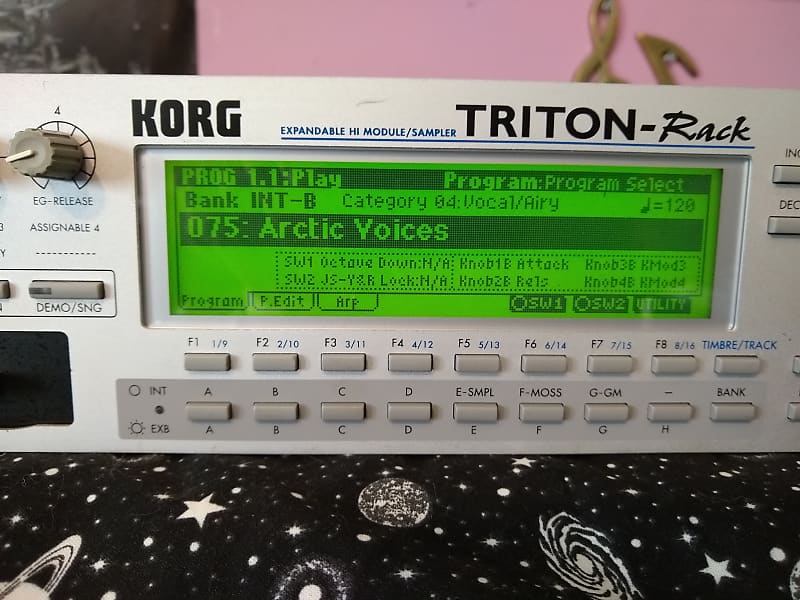 KORG
EXPANDABLE HI MODULE/SAMPLER TRITON-Rack
4
EG-RELEASE
ASSIGNABLE 4
DEMO/SNG
PROG 1.1:Play Program:Program Select
Bank INT-B Category 04:Vocal/Airy ♩=120
075: Arctic Voices
SW1 Octave Down:N/A Knob1B Attack Knob3B KMod3
SW2 JS-Y&R Lock:N/A Knob2B Rels Knob4B KMod4
Program P.Edit Arp SW1 SW2 UTILITY
F1 1/9 F2 2/10 F3 3/11 F4 4/12 F5 5/13 F6 6/14 F7 7/15 F8 8/16 TIMBRE/TRACK
INT A B C D E-SMPL F-MOSS G-GM – BANK
EXB A B C D E F G H